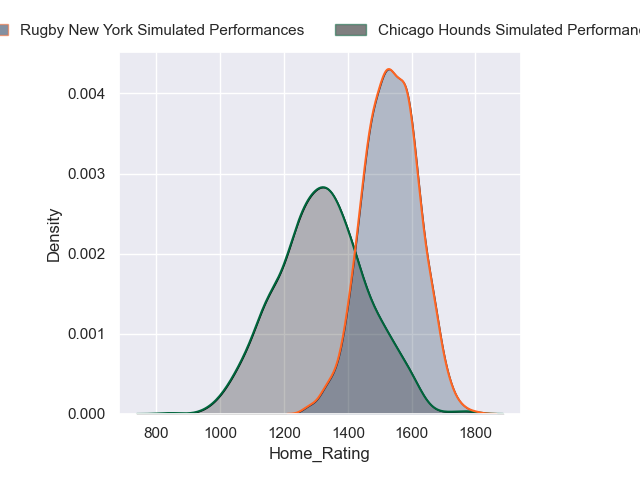 Rugby New York Simulated Performances
Chicago Hounds Simulated
0.004
0.003
0.002
0.001
0.000
Density
800 1000 1200 1400 1600 1800
Home_Rating